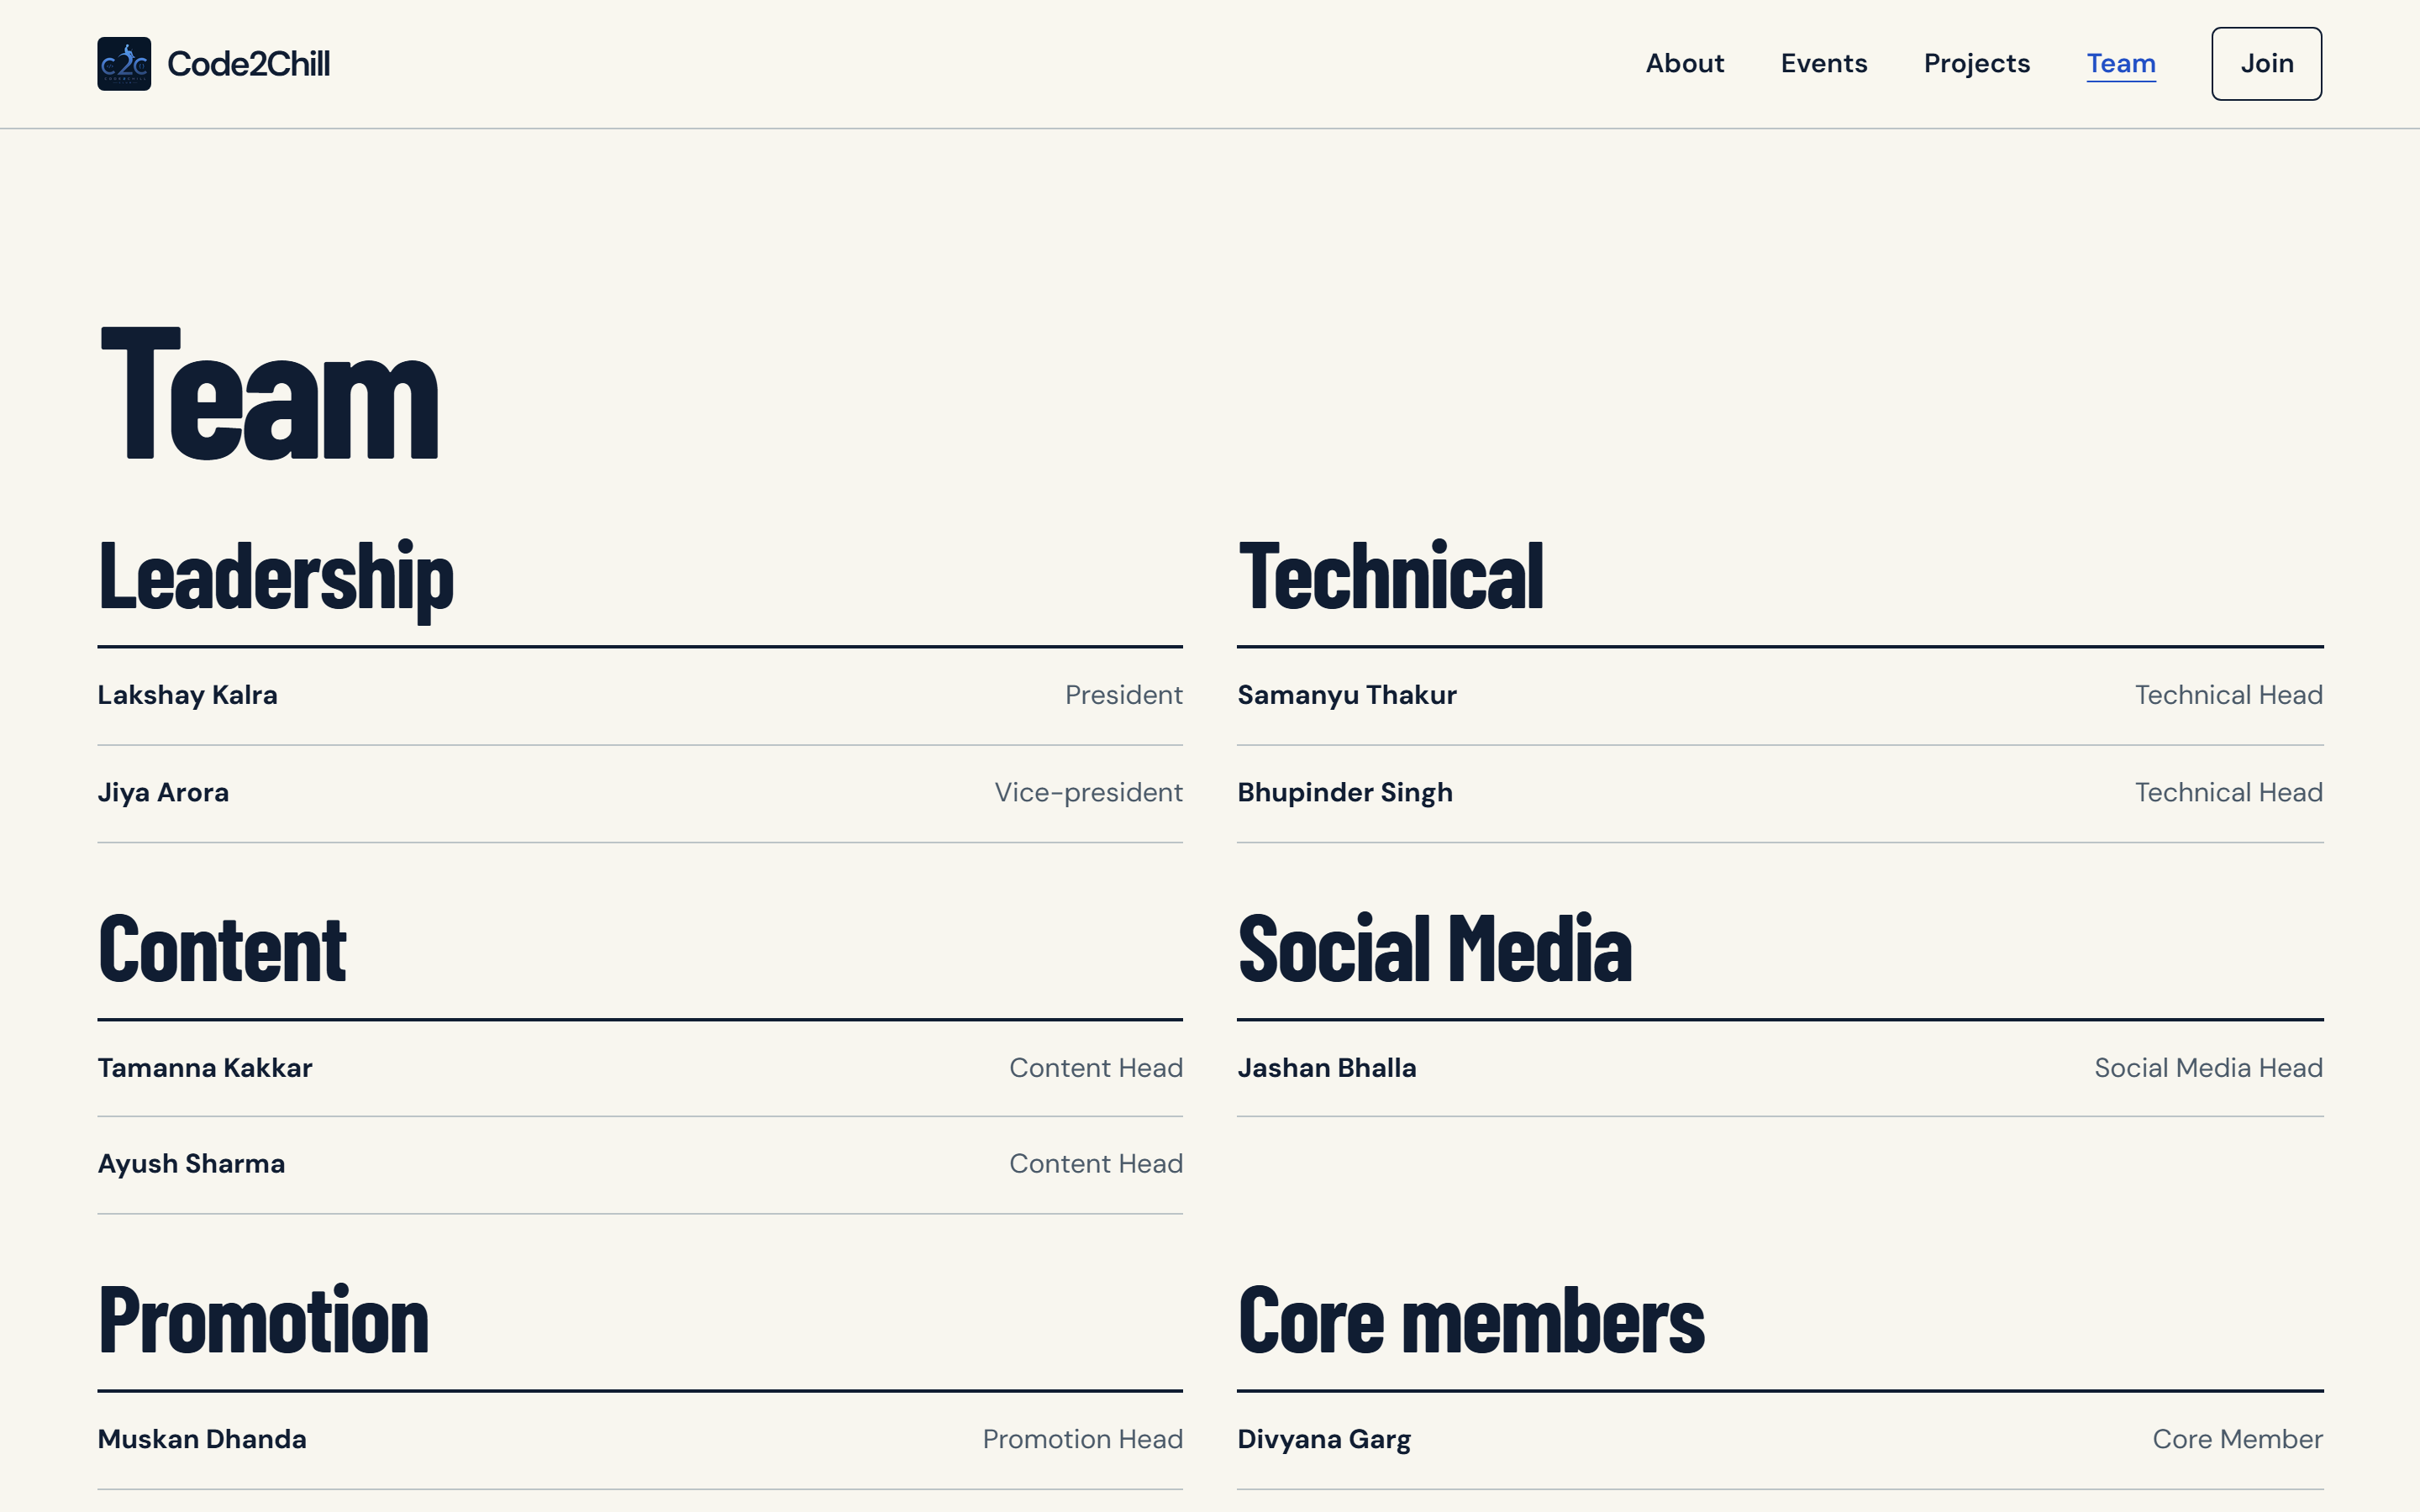 C2C
Code2Chill
About
Events
Projects
Team
Join
Team
Leadership
Lakshay Kalra President
Jiya Arora Vice-president
Technical
Samanyu Thakur Technical Head
Bhupinder Singh Technical Head
Content
Tamanna Kakkar Content Head
Ayush Sharma Content Head
Social Media
Jashan Bhalla Social Media Head
Promotion
Muskan Dhanda Promotion Head
Core members
Divyana Garg Core Member